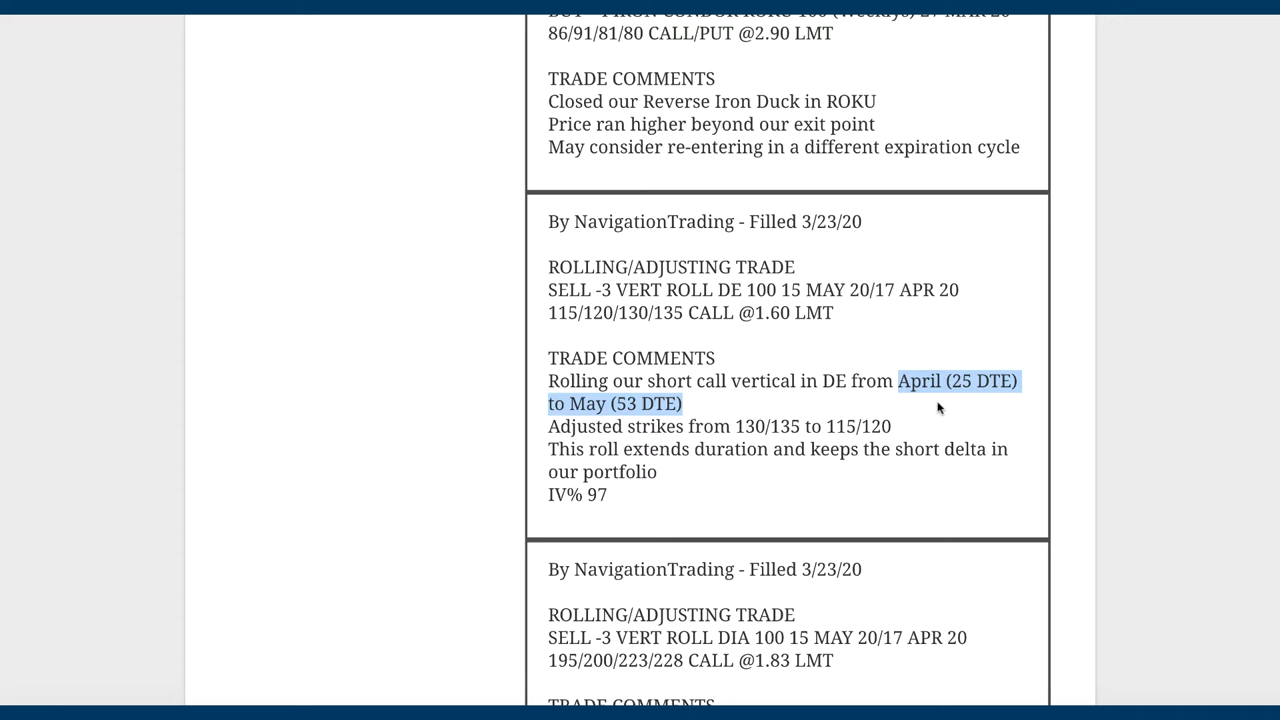 86/91/81/80 CALL/PUT @2.90 LMT
TRADE COMMENTS
Closed our Reverse Iron Duck in ROKU
Price ran higher beyond our exit point
May consider re-entering in a different expiration cycle
By NavigationTrading - Filled 3/23/20
ROLLING/ADJUSTING TRADE
SELL -3 VERT ROLL DE 100 15 MAY 20/17 APR 20
115/120/130/135 CALL @1.60 LMT
TRADE COMMENTS
Rolling our short call vertical in DE from April (25 DTE)
to May (53 DTE)
Adjusted strikes from 130/135 to 115/120
This roll extends duration and keeps the short delta in
our portfolio
IV% 97
By NavigationTrading - Filled 3/23/20
ROLLING/ADJUSTING TRADE
SELL -3 VERT ROLL DIA 100 15 MAY 20/17 APR 20
195/200/223/228 CALL @1.83 LMT
TRADE COMMENTS